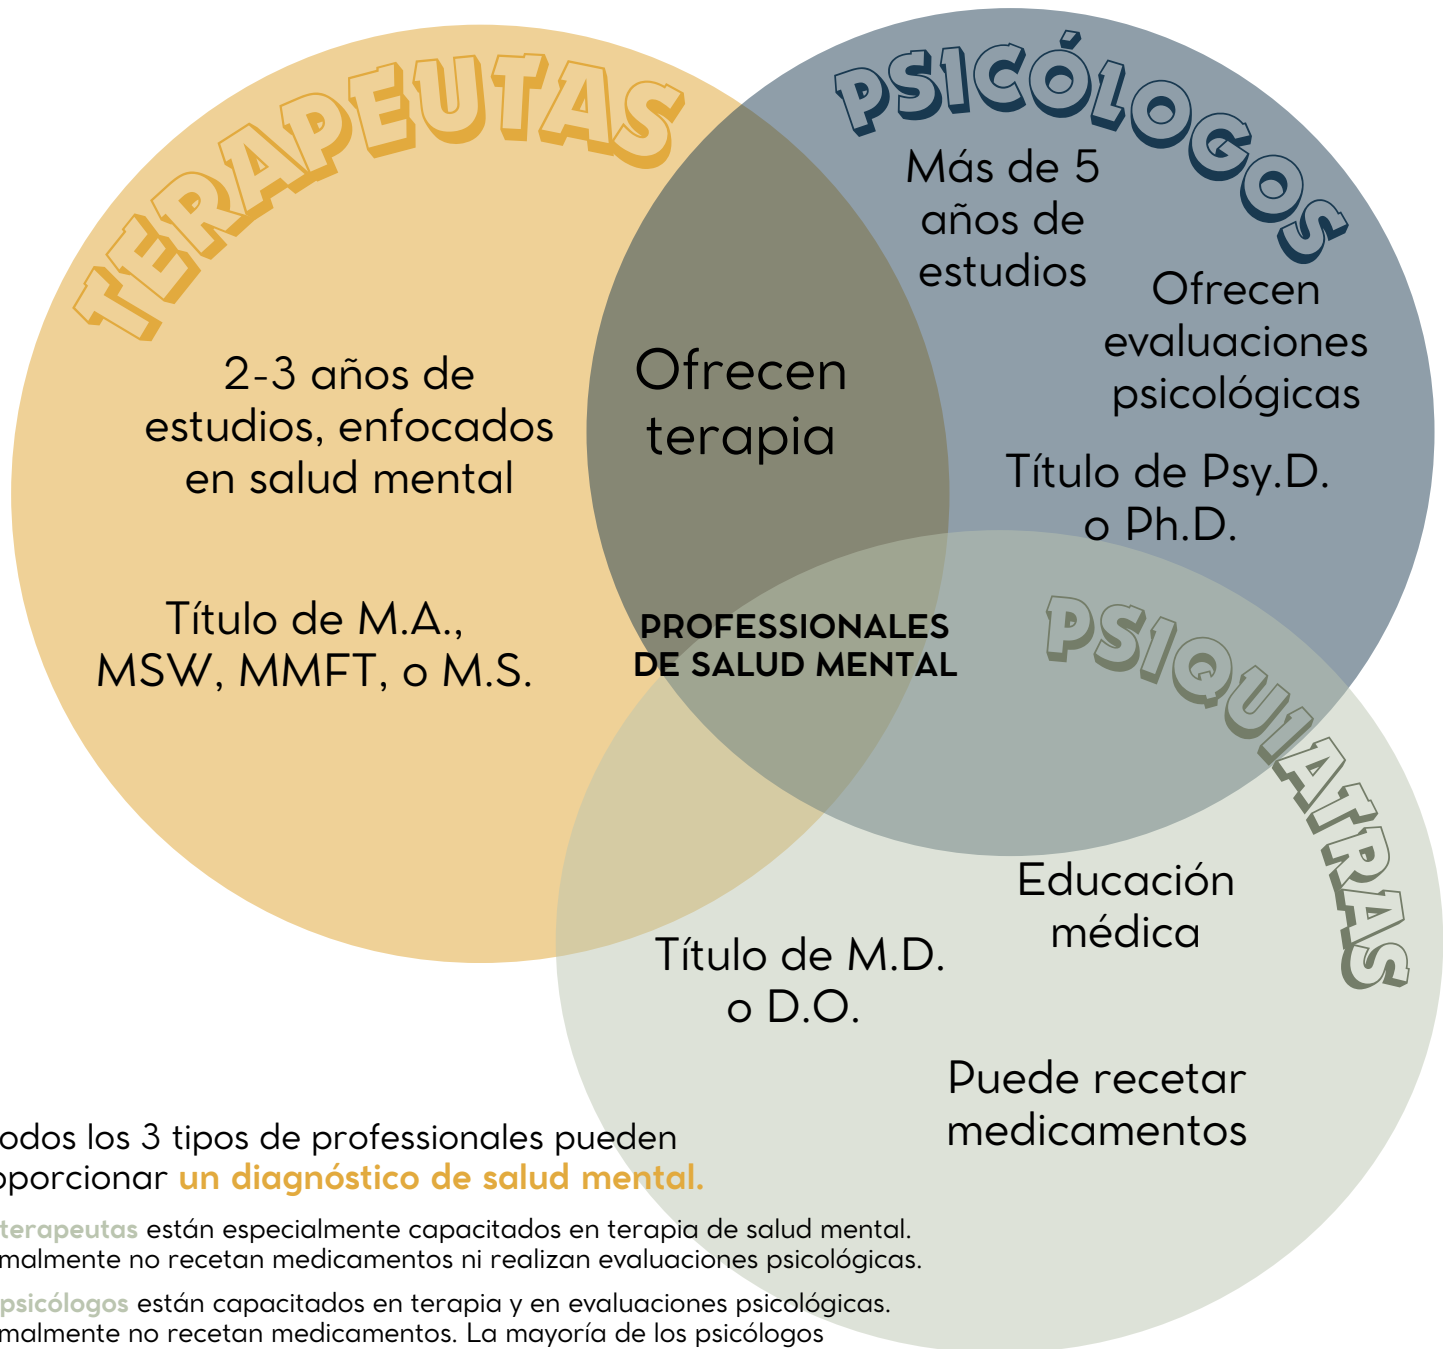 TERAPEUTAS
PSICÓLOGOS
Más de 5
años de
estudios
Ofrecen
evaluaciones
psicológicas
Título de Psy.D.
o Ph.D.
2-3 años de
estudios, enfocados
en salud mental
Ofrecen
terapia
Título de M.A.,
MSW, MMFT, o M.S.
PROFESSIONALES
DE SALUD MENTAL
PSIQUIATRAS
Educación
médica
Título de M.D.
o D.O.
Puede recetar
medicamentos
odos los 3 tipos de professionales pueden
oporcionar un diagnóstico de salud mental.
terapeutas están especialmente capacitados en terapia de salud mental.
malmente no recetan medicamentos ni realizan evaluaciones psicológicas.
psicólogos están capacitados en terapia y en evaluaciones psicológicas.
malmente no recetan medicamentos. La mayoría de los psicólogos